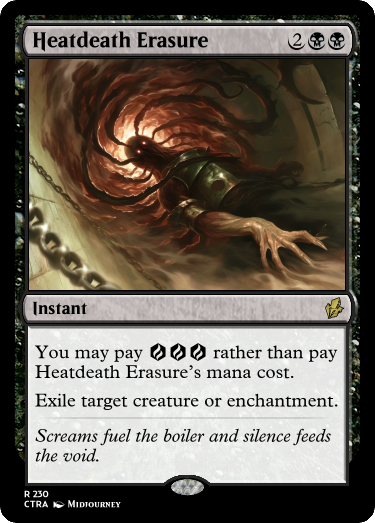 Heatdeath Erasure 2
Instant
You may pay rather than pay
Heatdeath Erasure's mana cost.
Exile target creature or enchantment.
Screams fuel the boiler and silence feeds
the void.
R 230
CTRA Midjourney